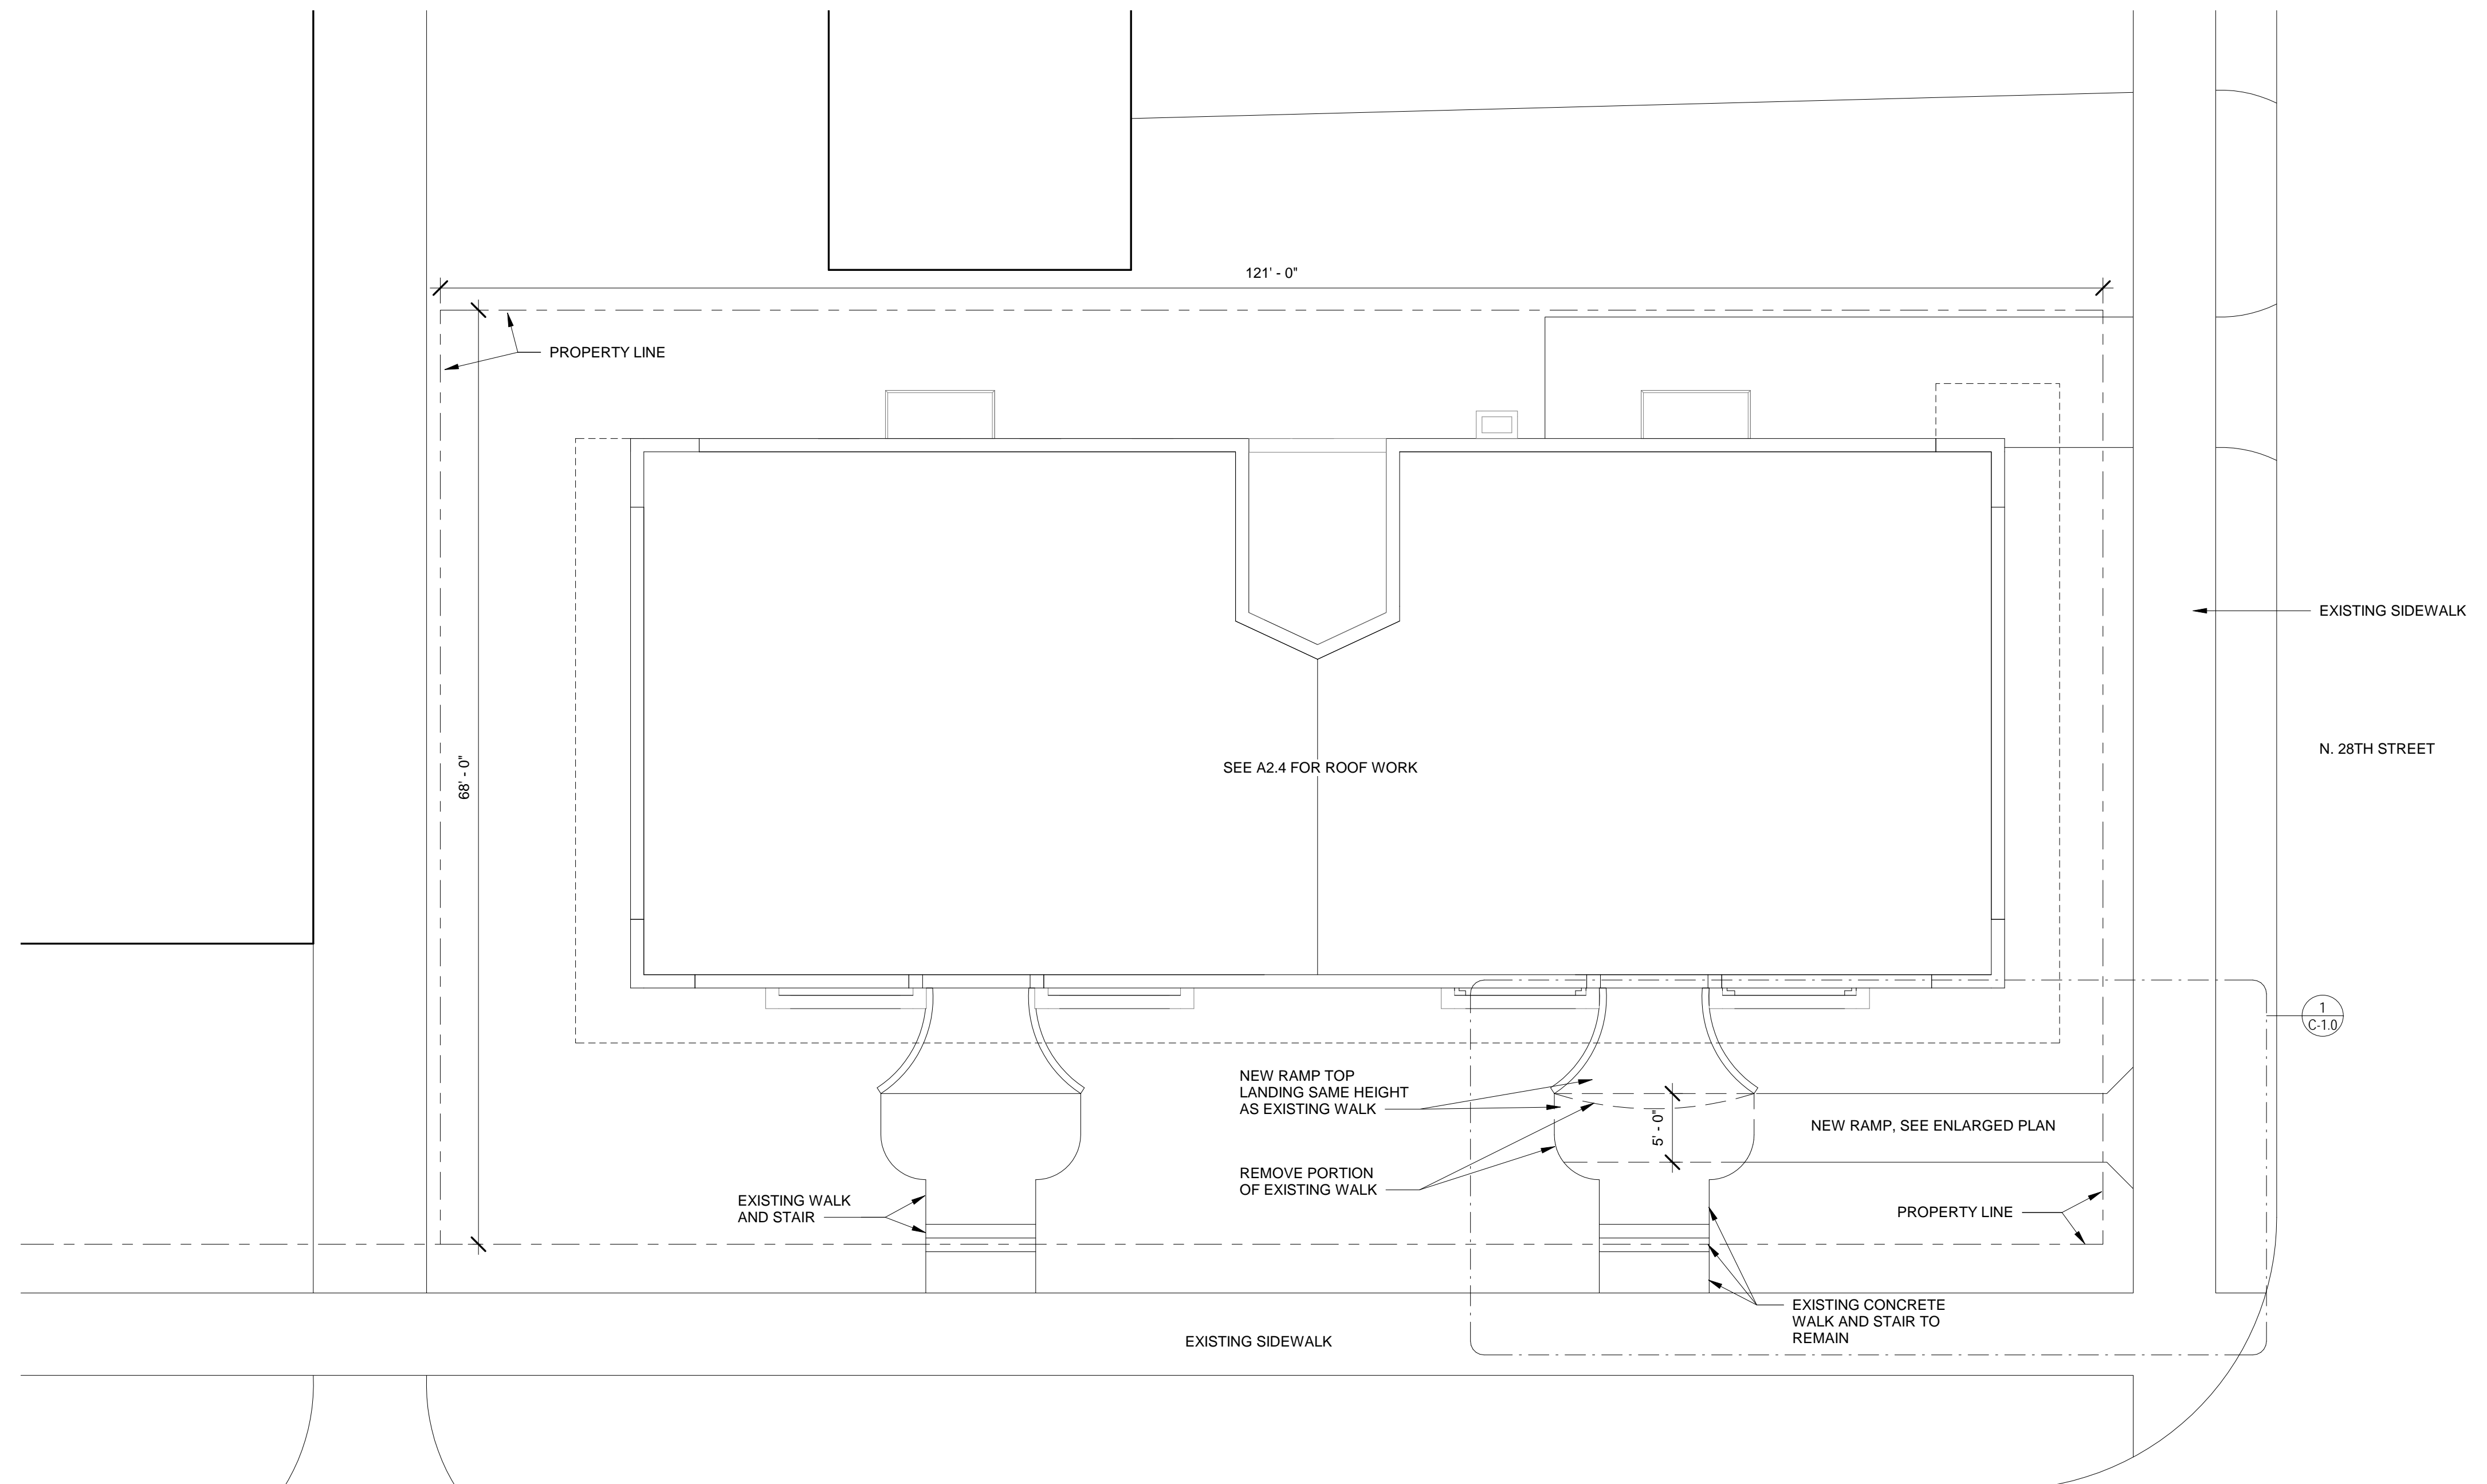 121' - 0"
PROPERTY LINE
EXISTING SIDEWALK
N. 28TH STREET
68' - 0"
SEE A2.4 FOR ROOF WORK
1
C-1.0
NEW RAMP TOP
LANDING SAME HEIGHT
AS EXISTING WALK
5' - 0"
NEW RAMP, SEE ENLARGED PLAN
REMOVE PORTION
OF EXISTING WALK
EXISTING WALK
AND STAIR
PROPERTY LINE
EXISTING CONCRETE
WALK AND STAIR TO
REMAIN
EXISTING SIDEWALK